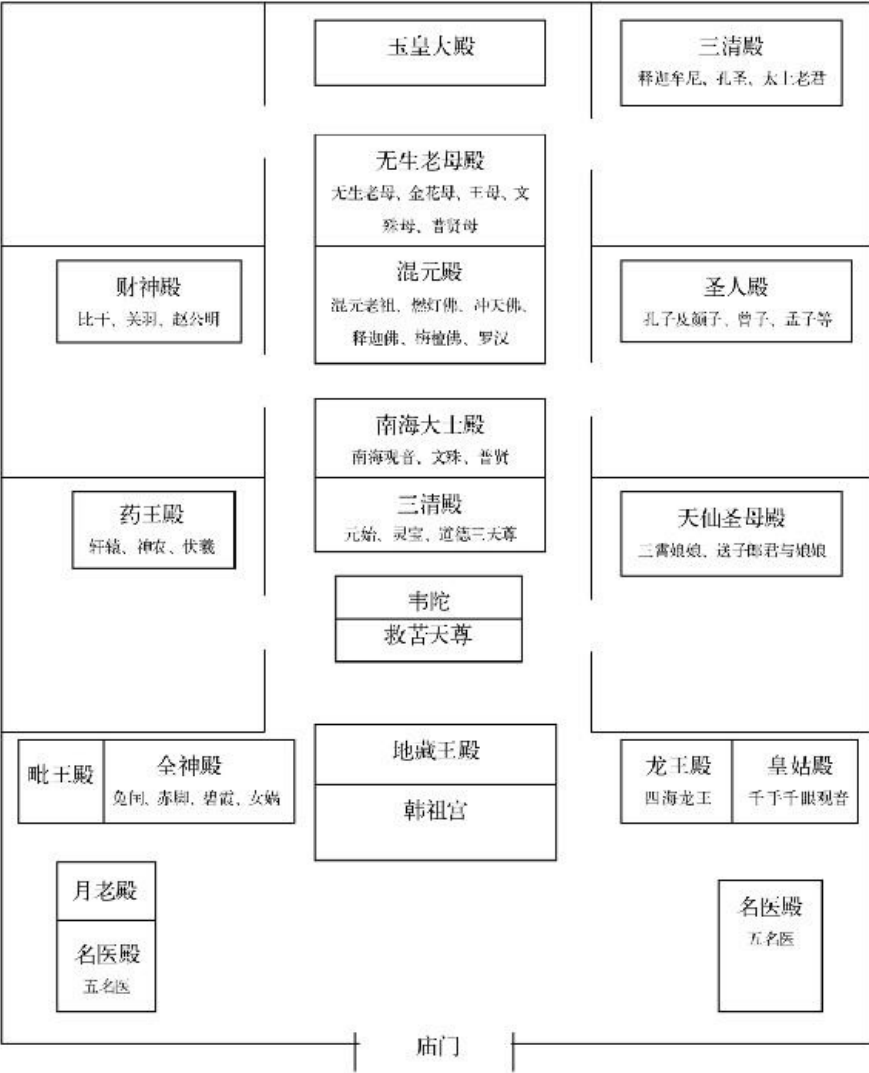 玉皇大殿
三清殿
释迦牟尼、孔圣、太上老君
无生老母殿
无生老母、金花母、王母、文
殊母、普贤母
财神殿
比干、关羽、赵公明
混元殿
混元老祖、燃灯佛、冲天佛、
释迦佛、栴檀佛、罗汉
圣人殿
孔子及颜子、曾子、孟子等
南海大士殿
南海观音、文殊、普贤
药王殿
轩辕、神农、伏羲
三清殿
元始、灵宝、道德三天尊
天仙圣母殿
三霄娘娘、送子郎君与娘娘
韦陀
救苦天尊
毗王殿
全神殿
赤脚、碧霞、女娲
地藏王殿
韩祖宫
龙王殿
四海龙王
皇姑殿
千手千眼观音
月老殿
名医殿
五名医
名医殿
五名医
庙门